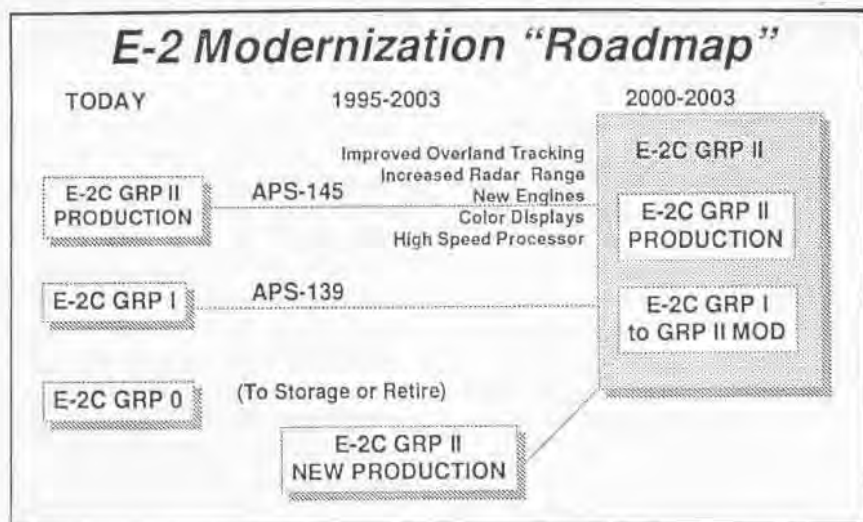 E-2 Modernization “Roadmap”
TODAY 1995-2003 2000-2003
Improved Overland Tracking
Increased Radar Range
New Engines
Color Displays
High Speed Processor
E-2C GRP II
PRODUCTION
APS-145
E-2C GRP II
E-2C GRP II
PRODUCTION
E-2C GRP I
APS-139
E-2C GRP I
to GRP II MOD
E-2C GRP 0
(To Storage or Retire)
E-2C GRP II
NEW PRODUCTION